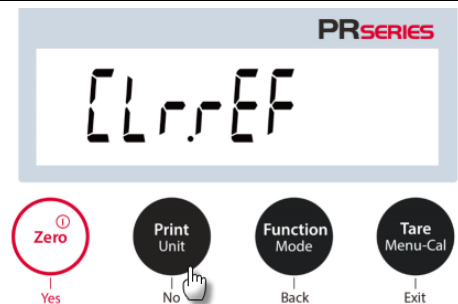 PRSERIES
CLr.rEF
Zero
Print
Unit
Function
Mode
Tare
Menu-Cal
Yes
No
Back
Exit